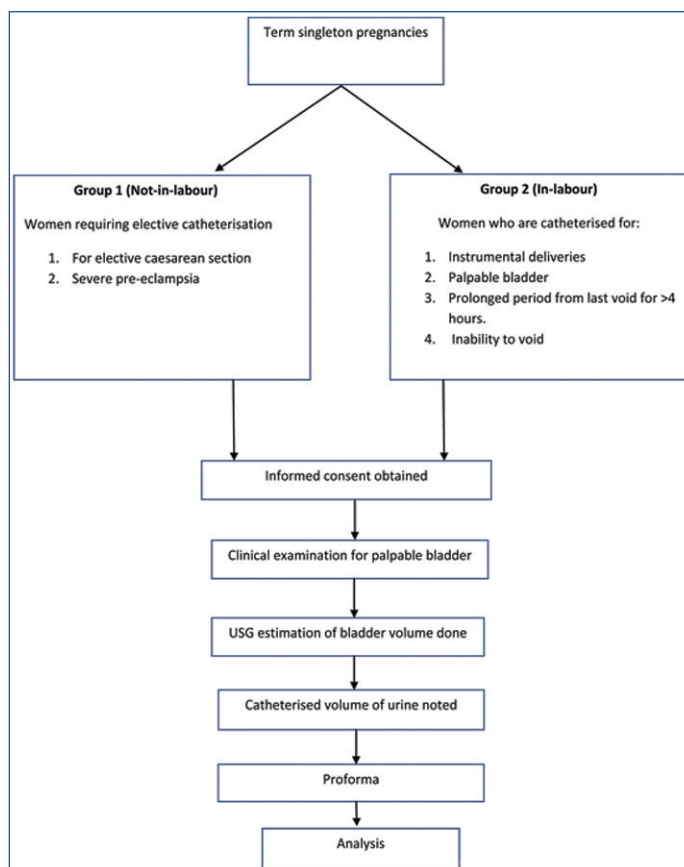 Term singleton pregnancies
Group 1 (Not-in-labour)
Women requiring elective catheterisation
1. For elective caesarean section
2. Severe pre-eclampsia
Group 2 (In-labour)
Women who are catheterised for:
1. Instrumental deliveries
2. Palpable bladder
3. Prolonged period from last void for >4
hours.
4. Inability to void
Informed consent obtained
Clinical examination for palpable bladder
USG estimation of bladder volume done
Catheterised volume of urine noted
Proforma
Analysis